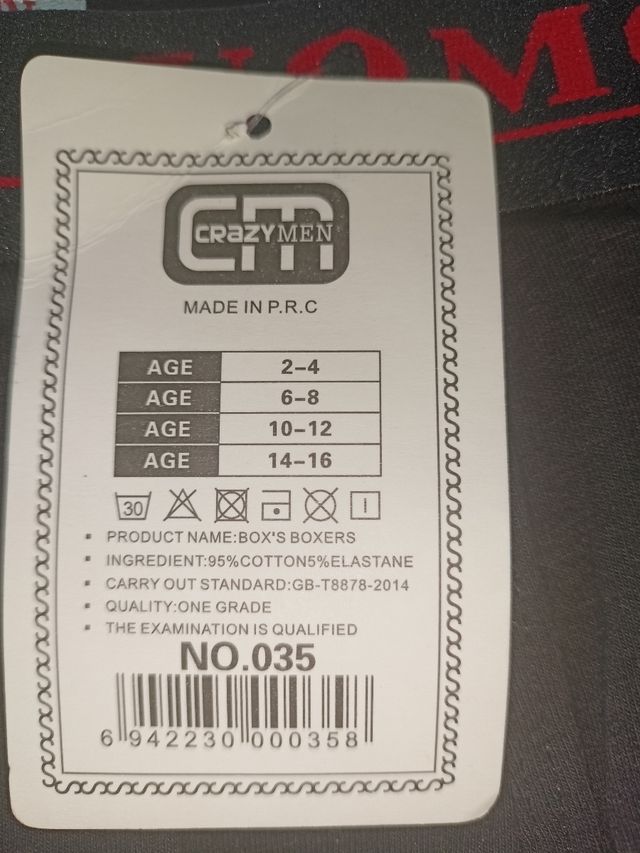 CM
CRAZYMEN
MADE IN P.R.C
AGE 2-4
AGE 6-8
AGE 10-12
AGE 14-16
30
PRODUCT NAME:BOX'S BOXERS
INGREDIENT:95%COTTON5%ELASTANE
CARRY OUT STANDARD:GB-T8878-2014
QUALITY:ONE GRADE
THE EXAMINATION IS QUALIFIED
NO.035
6 942230 000358